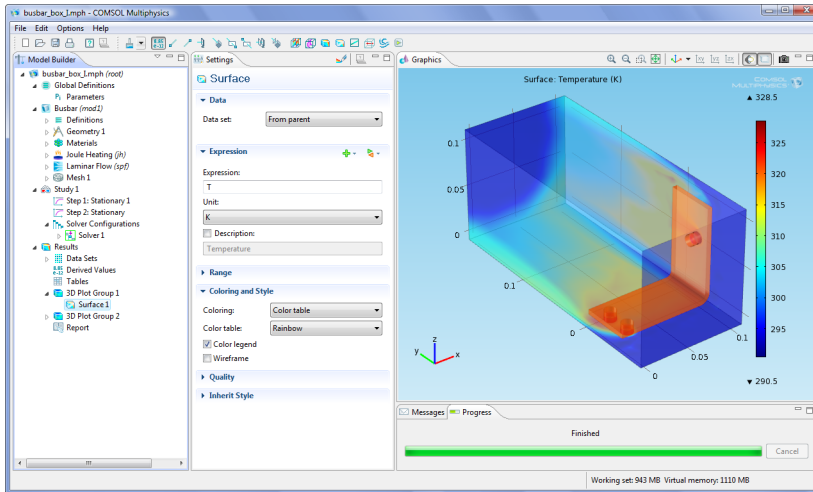 busbar_box_I.mph - COMSOL Multiphysics
File Edit Options Help
Model Builder
busbar_box_I.mph (root)
Global Definitions
Pi Parameters
Busbar (mod1)
Definitions
Geometry 1
Materials
Joule Heating (jh)
Laminar Flow (spf)
Mesh 1
Study 1
Step 1: Stationary 1
Step 2: Stationary
Solver Configurations
Solver 1
Results
Data Sets
8.85
e-12
Derived Values
Tables
3D Plot Group 1
Surface 1
3D Plot Group 2
Report
Settings
Surface
Data
Data set: From parent
Expression
Expression:
T
Unit:
K
Description:
Temperature
Range
Coloring and Style
Coloring: Color table
Color table: Rainbow
Color legend
Wireframe
Quality
Inherit Style
Graphics
Surface: Temperature (K)
COMSOL
MULTIPHYSICS
▲ 328.5
325
320
315
310
305
300
295
▼ 290.5
0.1
0.05
0
0.1
0
0.1
0.05
0
z
y x
Messages Progress
Finished
Cancel
Working set: 943 MB Virtual memory: 1110 MB